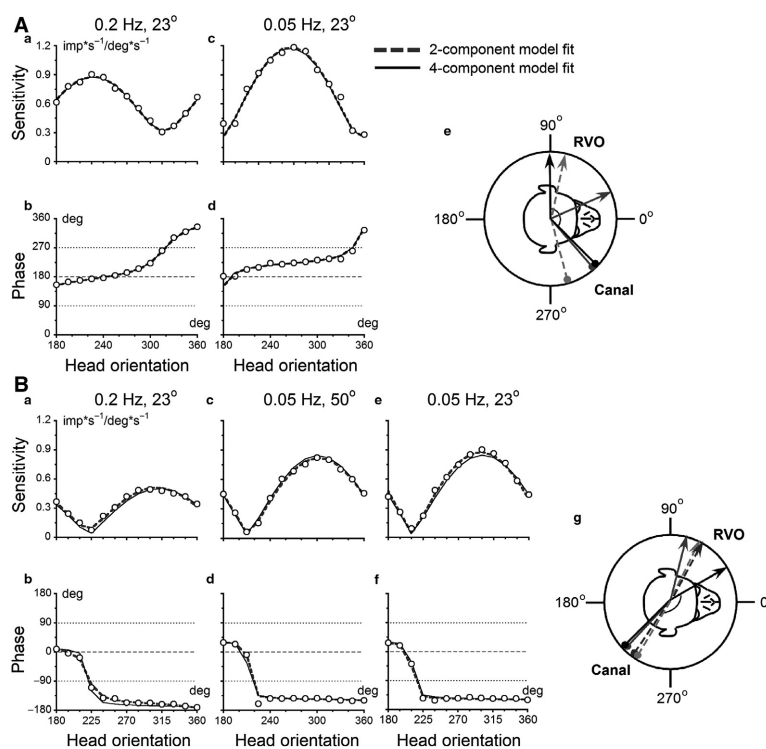 A
0.2 Hz, 23°
0.05 Hz, 23°
a
imp*s⁻¹/deg*s⁻¹
c
2-component model fit
4-component model fit
Sensitivity
1.2
0.9
0.6
0.3
0
e
90°
RVO
180°
0°
Canal
270°
b
deg
d
Phase
360
270
180
90
0
deg
180 240 300 360
180 240 300 360
Head orientation
Head orientation
B
0.2 Hz, 23°
0.05 Hz, 50°
0.05 Hz, 23°
a
imp*s⁻¹/deg*s⁻¹
c
e
Sensitivity
1.2
0.9
0.6
0.3
0
g
90°
RVO
180°
0
Canal
270°
b
deg
d
f
Phase
180
90
0
−90
−180
deg
deg
180 225 270 315 360
180 240 300 360
180 225 270 315 360
Head orientation
Head orientation
Head orientation